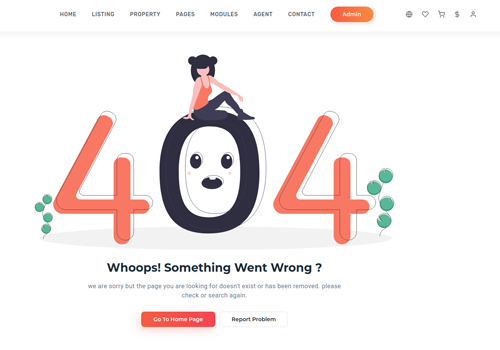 HOME LISTING PROPERTY PAGES MODULES AGENT CONTACT Admin
404
Whoops! Something Went Wrong ?
we are sorry but the page you are looking for doesn't exist or has been removed. please
check or search again.
Go To Home Page Report Problem